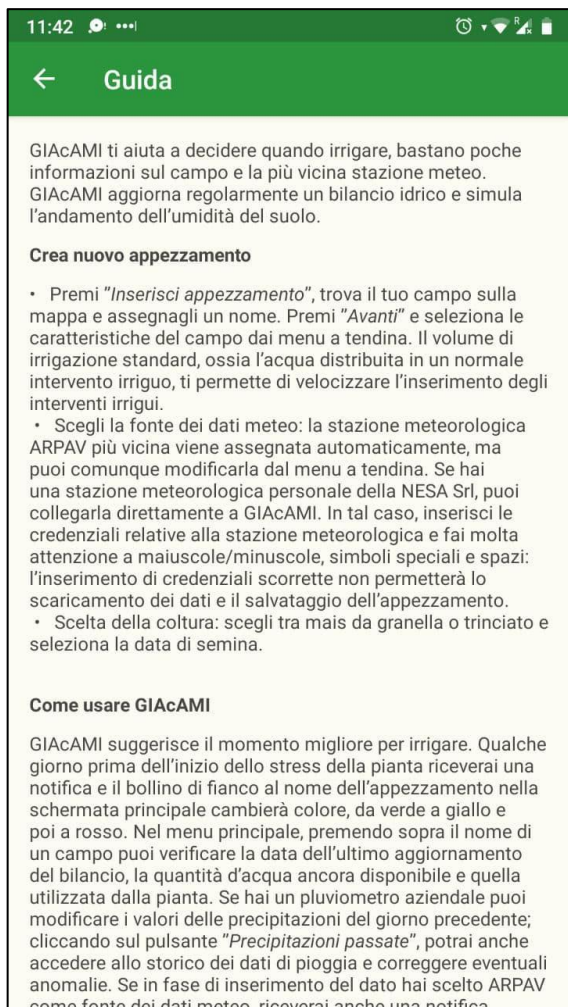 11:42
R
Guida
GIAcAMI ti aiuta a decidere quando irrigare, bastano poche
informazioni sul campo e la più vicina stazione meteo.
GIAcAMI aggiorna regolarmente un bilancio idrico e simula
l'andamento dell'umidità del suolo.
Crea nuovo appezzamento
• Premi "Inserisci appezzamento", trova il tuo campo sulla
mappa e assegnagli un nome. Premi "Avanti" e seleziona le
caratteristiche del campo dai menu a tendina. Il volume di
irrigazione standard, ossia l'acqua distribuita in un normale
intervento irriguo, ti permette di velocizzare l'inserimento degli
interventi irrigui.
• Scegli la fonte dei dati meteo: la stazione meteorologica
ARPAV più vicina viene assegnata automaticamente, ma
puoi comunque modificarla dal menu a tendina. Se hai
una stazione meteorologica personale della NESA Srl, puoi
collegarla direttamente a GIAcAMI. In tal caso, inserisci le
credenziali relative alla stazione meteorologica e fai molta
attenzione a maiuscole/minuscole, simboli speciali e spazi:
l'inserimento di credenziali scorrette non permetterà lo
scaricamento dei dati e il salvataggio dell'appezzamento.
• Scelta della coltura: scegli tra mais da granella o trinciato e
seleziona la data di semina.
Come usare GIAcAMI
GIAcAMI suggerisce il momento migliore per irrigare. Qualche
giorno prima dell'inizio dello stress della pianta riceverai una
notifica e il bollino di fianco al nome dell'appezzamento nella
schermata principale cambierà colore, da verde a giallo e
poi a rosso. Nel menu principale, premendo sopra il nome di
un campo puoi verificare la data dell'ultimo aggiornamento
del bilancio, la quantità d'acqua ancora disponibile e quella
utilizzata dalla pianta. Se hai un pluviometro aziendale puoi
modificare i valori delle precipitazioni del giorno precedente;
cliccando sul pulsante "Precipitazioni passate", potrai anche
accedere allo storico dei dati di pioggia e correggere eventuali
anomalie. Se in fase di inserimento del dato hai scelto ARPAV
come fonte dei dati meteo, riceverai anche una notifica